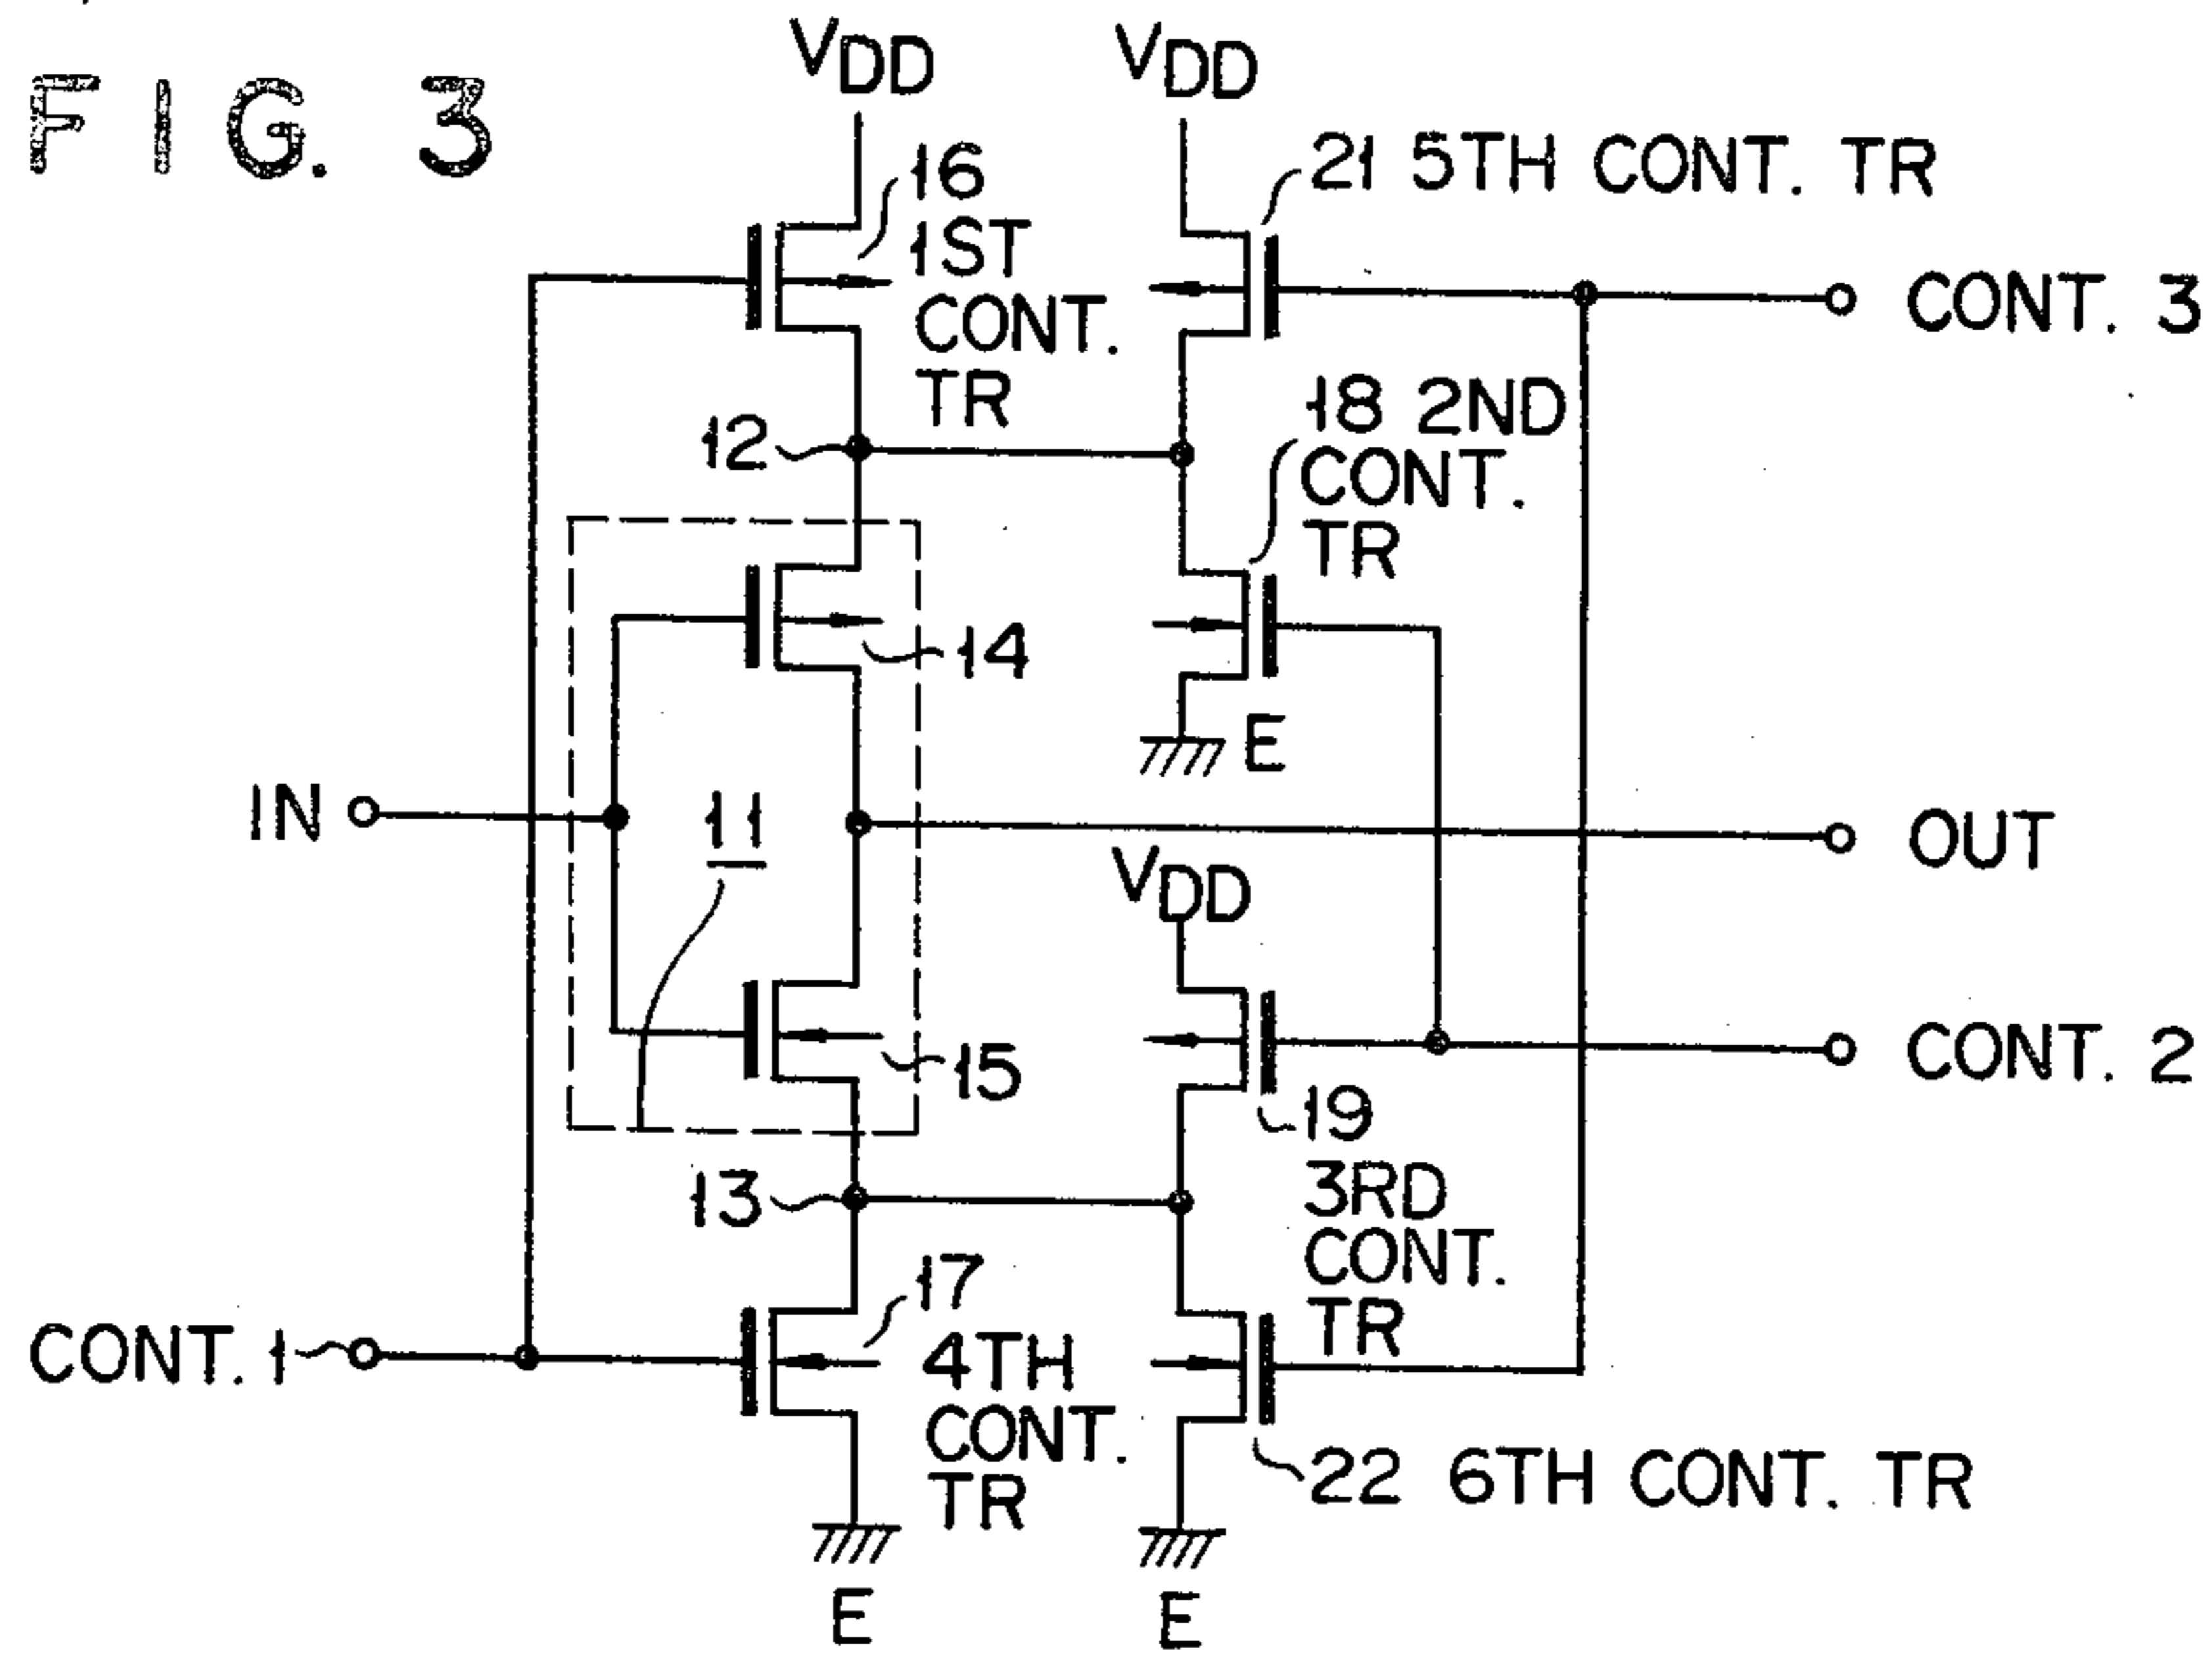 FIG. 3
VDD
VDD
16
1ST
CONT.
TR
21 5TH CONT. TR
CONT. 3
12
18 2ND
CONT.
TR
14
E
IN
11
OUT
VDD
15
CONT. 2
19
3RD
CONT.
TR
13
17
4TH
CONT.
TR
CONT. 1
22 6TH CONT. TR
E
E